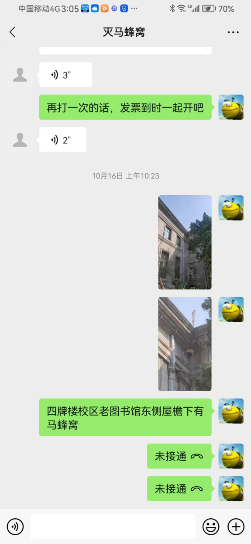 中国移动4G 3:05
70%
灭马蜂窝
3"
再打一次的话，发票到时一起开吧
2"
10月16日 上午10:23
四牌楼校区老图书馆东侧屋檐下有
马蜂窝
未接通
未接通